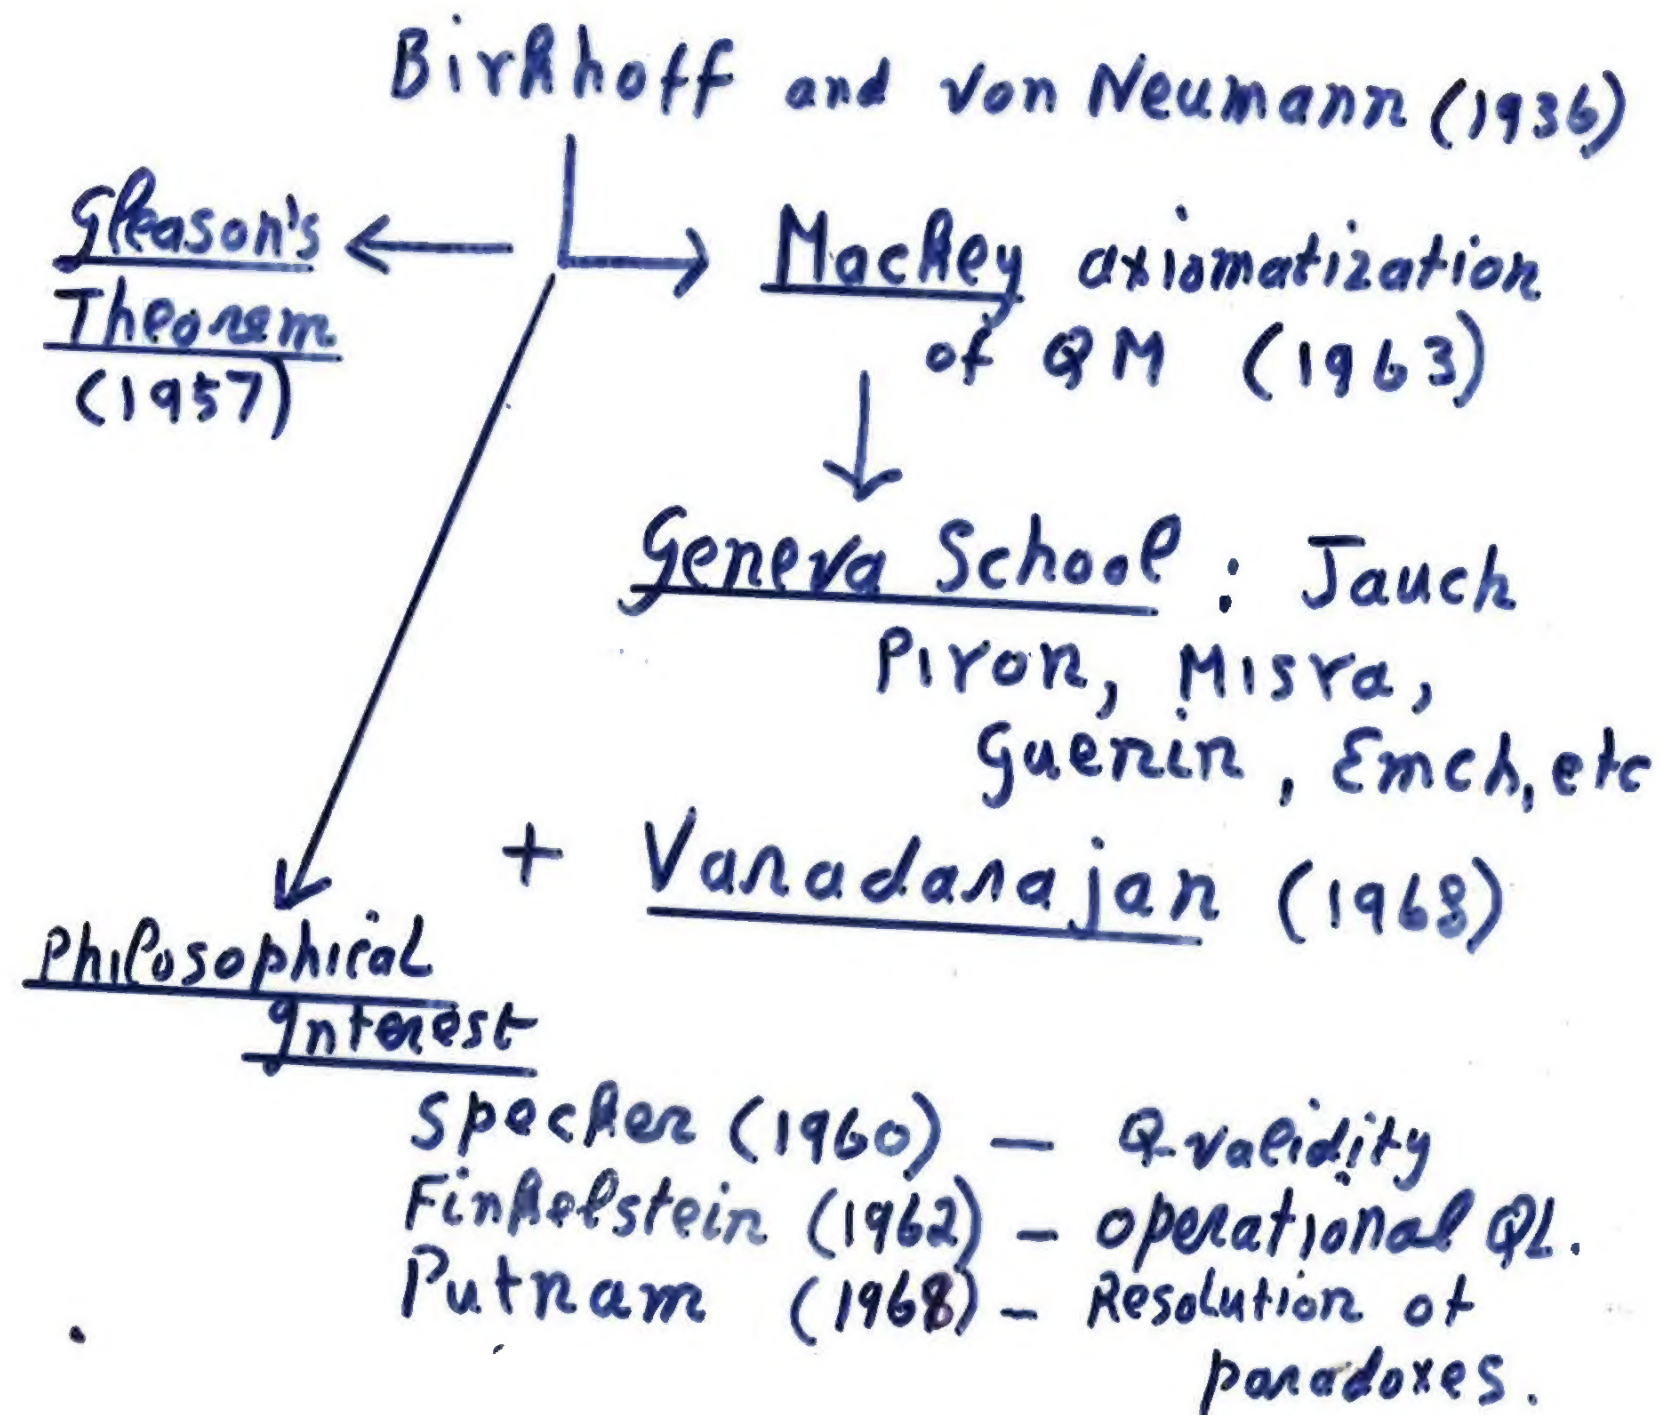 Birkhoff and von Neumann (1936)
Gleason's
Theorem
(1957)
Mackey axiomatization
of QM (1963)
Geneva School : Jauch
Piron, Misra,
Guenin, Emch, etc
+ Varadarajan (1968)
Philosophical
Interest
Specker (1960) — Q-validity
Finkelstein (1962) – operational QL.
Putnam (1968) – Resolution of
paradoxes.